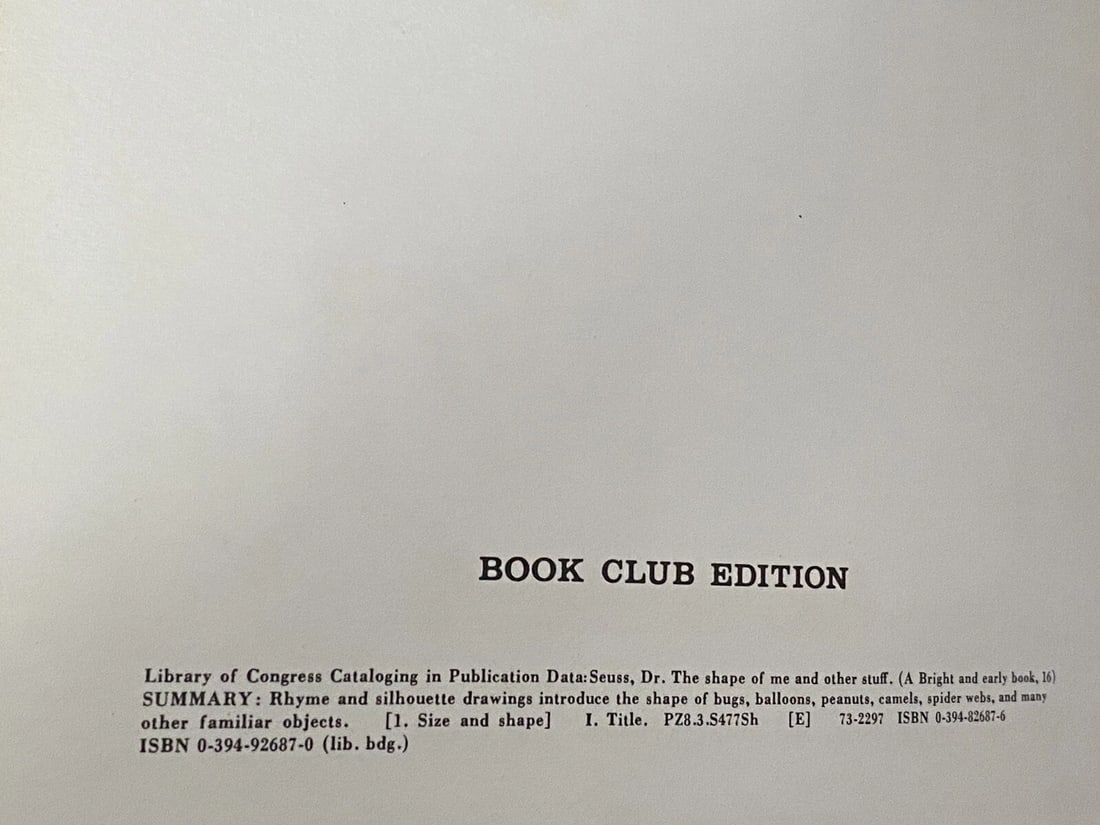 BOOK CLUB EDITION
Library of Congress Cataloging in Publication Data:Seuss, Dr. The shape of me and other stuff. (A Bright and early book, 16)
SUMMARY: Rhyme and silhouette drawings introduce the shape of bugs, balloons, peanuts, camels, spider webs, and many
other familiar objects. [1. Size and shape] I. Title. PZ8.3.S477Sh [E] 73-2297 ISBN 0-394-82687-6
ISBN 0-394-92687-0 (lib. bdg.)